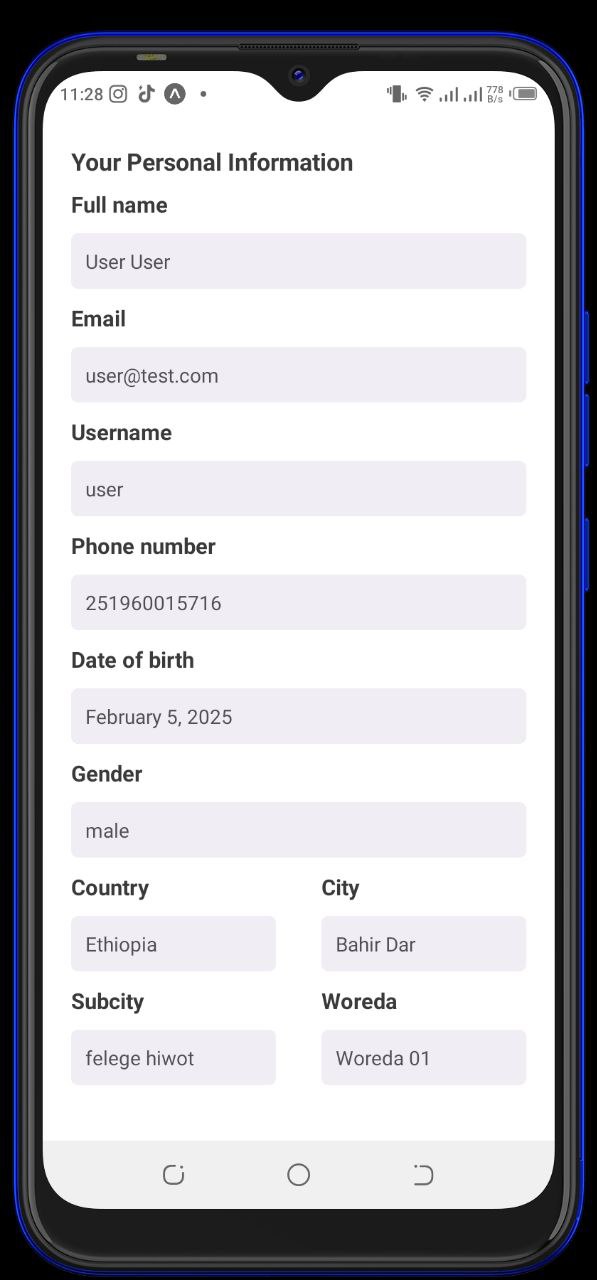 11:28
778
B/s
Your Personal Information
Full name
User User
Email
user@test.com
Username
user
Phone number
251960015716
Date of birth
February 5, 2025
Gender
male
Country City
Ethiopia Bahir Dar
Subcity Woreda
felege hiwot Woreda 01